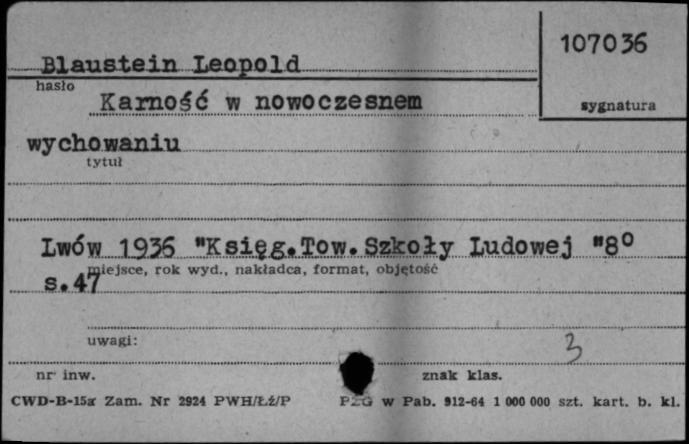 107036
Blaustein Leopold
hasło
Karność w nowoczesnem
sygnatura
wychowaniu
tytuł
Lwów 1936 "Księg.Tow.Szkoły Ludowej "8°
miejsce, rok wyd., nakładca, format, objętość
s.47
uwagi:
3
nr inw.
znak klas.
CWD-B-15a Zam. Nr 2924 PWH/Łź/P
PZG w Pab. 912-64 1 000 000 szt. kart. b. kl.